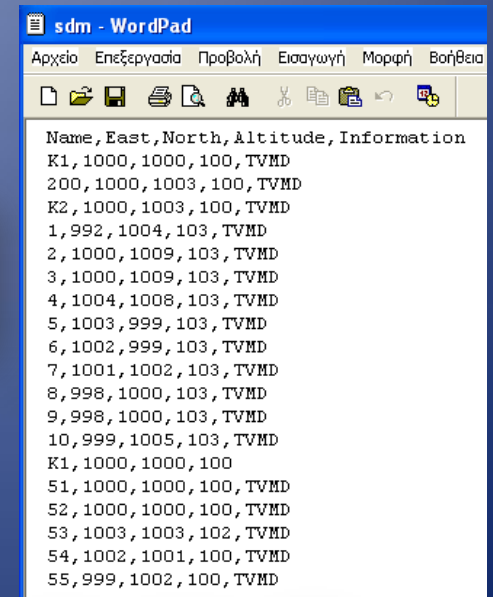 sdm - WordPad
Αρχείο Επεξεργασία Προβολή Εισαγωγή Μορφή Βοήθεια
Name,East,North,Altitude,Information
K1,1000,1000,100,TVMD
200,1000,1003,100,TVMD
K2,1000,1003,100,TVMD
1,992,1004,103,TVMD
2,1000,1009,103,TVMD
3,1000,1009,103,TVMD
4,1004,1008,103,TVMD
5,1003,999,103,TVMD
6,1002,999,103,TVMD
7,1001,1002,103,TVMD
8,998,1000,103,TVMD
9,998,1000,103,TVMD
10,999,1005,103,TVMD
K1,1000,1000,100
51,1000,1000,100,TVMD
52,1000,1000,100,TVMD
53,1003,1003,102,TVMD
54,1002,1001,100,TVMD
55,999,1002,100,TVMD